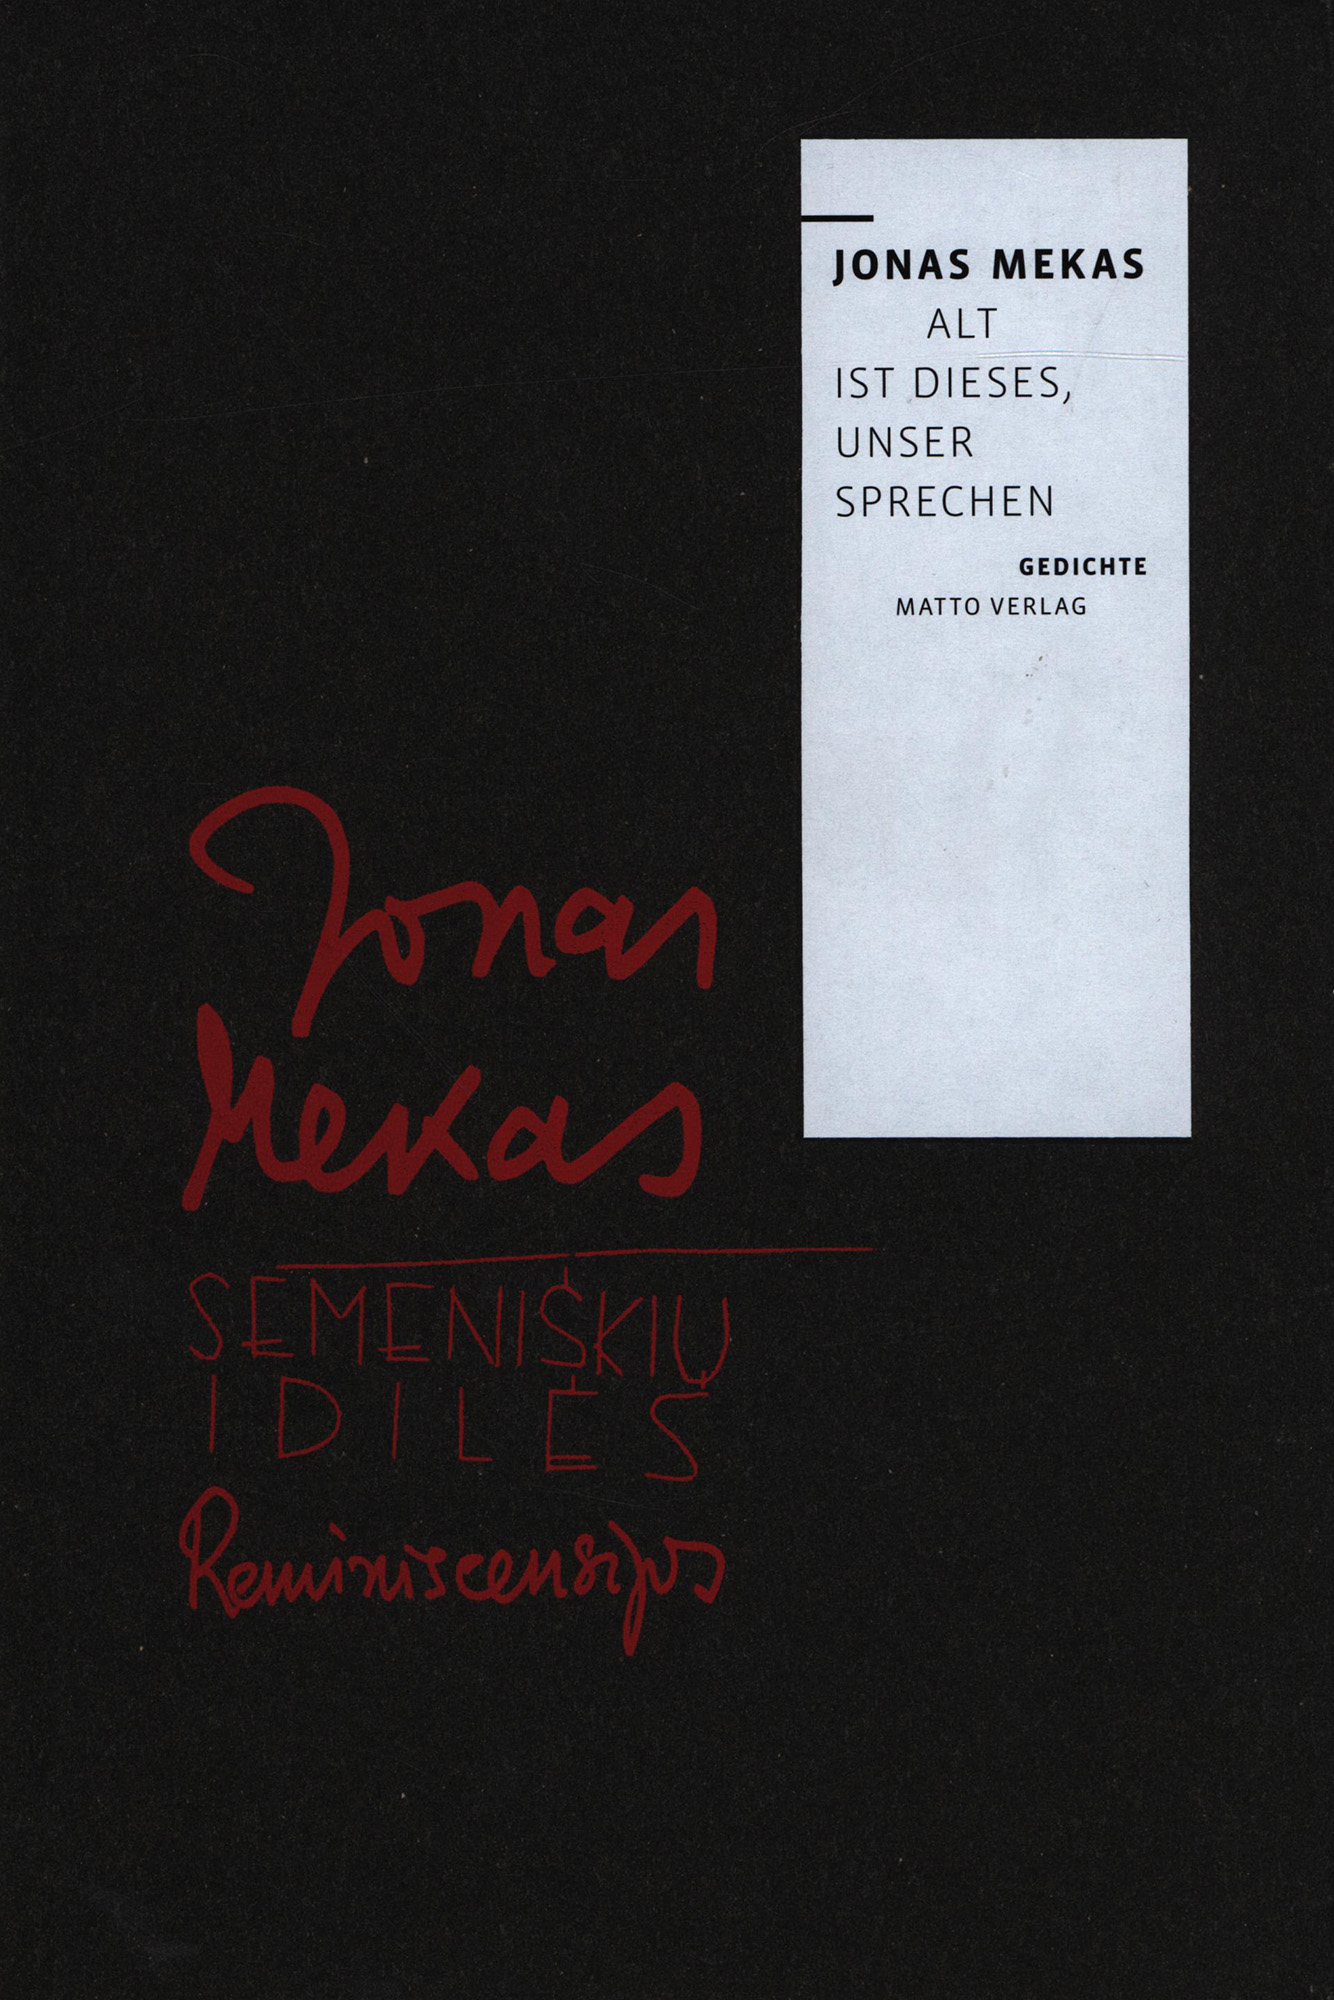 JONAS MEKAS
ALT
IST DIESES,
UNSER
SPRECHEN
GEDICHTE
MATTO VERLAG
Jonas
Mekas
SEMENIŠKIŲ
IDILĖS
Reminiscensijos